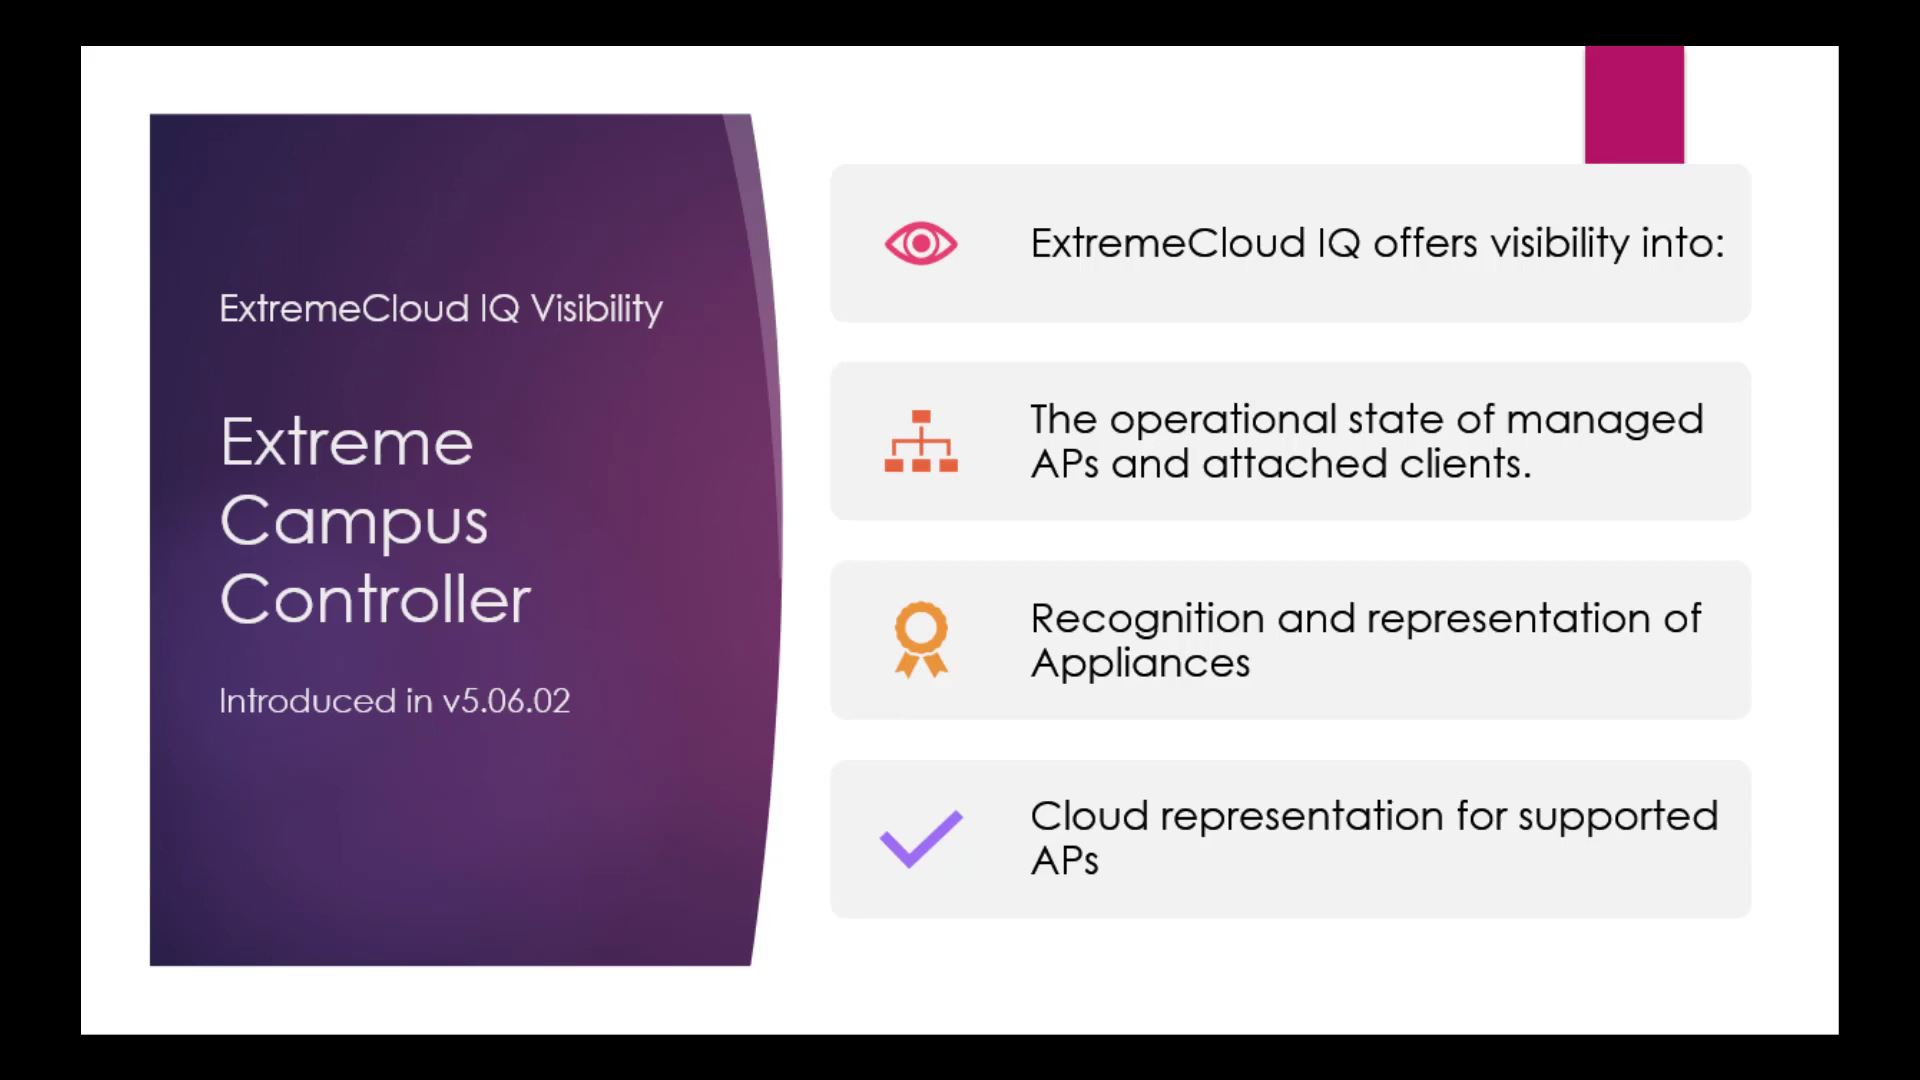 ExtremeCloud IQ Visibility
Extreme
Campus
Controller
Introduced in v5.06.02
ExtremeCloud IQ offers visibility into:
The operational state of managed
APs and attached clients.
Recognition and representation of
Appliances
Cloud representation for supported
APs